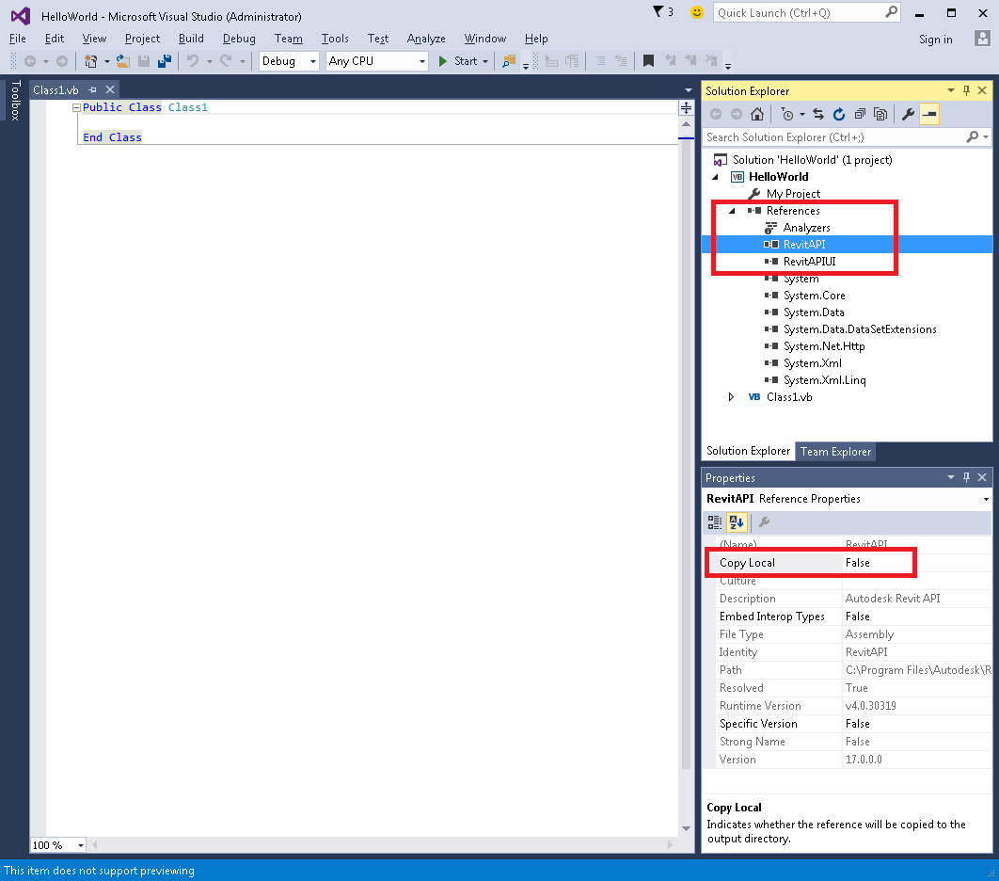 HelloWorld - Microsoft Visual Studio (Administrator)
3
Quick Launch (Ctrl+Q)
File Edit View Project Build Debug Team Tools Test Analyze Window Help
Sign in
Debug Any CPU Start
Toolbox
Class1.vb
Public Class Class1
End Class
100 %
Solution Explorer
Search Solution Explorer (Ctrl+;)
Solution 'HelloWorld' (1 project)
VB HelloWorld
My Project
References
Analyzers
RevitAPI
RevitAPIUI
System
System.Core
System.Data
System.Data.DataSetExtensions
System.Net.Http
System.Xml
System.Xml.Linq
VB Class1.vb
Solution Explorer Team Explorer
Properties
RevitAPI Reference Properties
(Name) RevitAPI
Copy Local False
Culture
Description Autodesk Revit API
Embed Interop Types False
File Type Assembly
Identity RevitAPI
Path C:\Program Files\Autodesk\R
Resolved True
Runtime Version v4.0.30319
Specific Version False
Strong Name False
Version 17.0.0.0
Copy Local
Indicates whether the reference will be copied to the
output directory.
This item does not support previewing